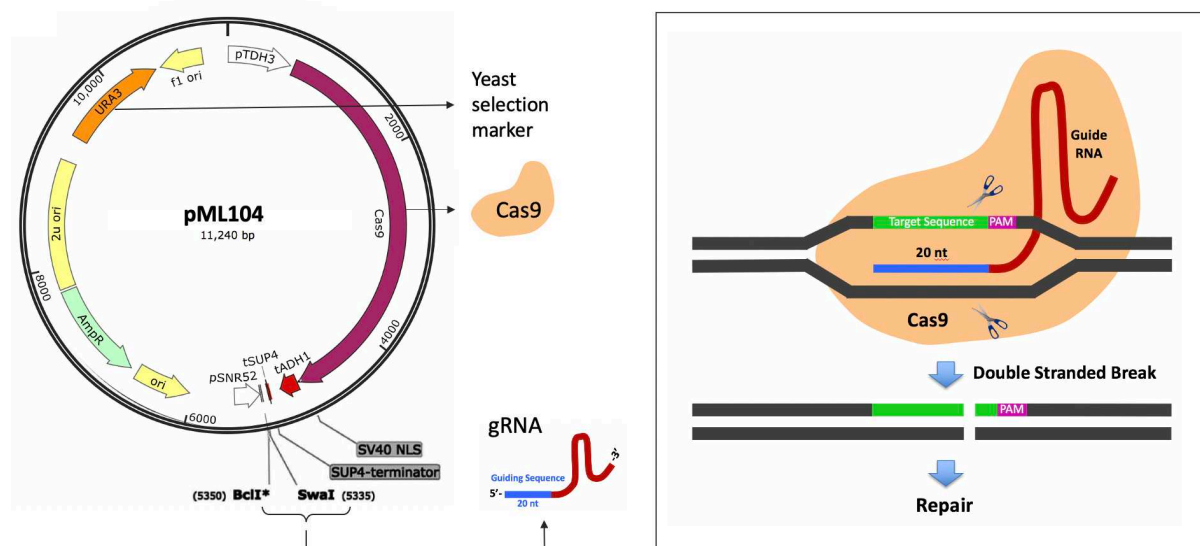 pTDH3
f1 ori
URA3
10,000
2000
Yeast
selection
marker
pML104
11,240 bp
Cas9
Cas9
2u ori
8000
AmpR
ori
6000
4000
tSUP4
tADH1
pSNR52
SV40 NLS
SUP4-terminator
(5350) BclI* SwaI (5335)
gRNA
-3'
Guiding Sequence
5'-
20 nt
Guide
RNA
Target Sequence PAM
20 nt
Cas9
Double Stranded Break
PAM
Repair